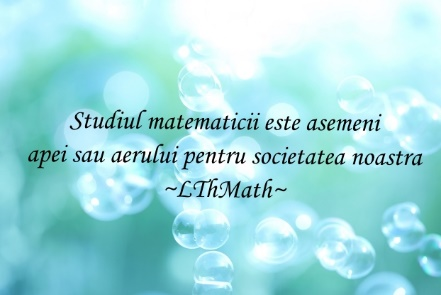 Studiul matematicii este asemeni
apei sau aerului pentru societatea noastra
~LThMath~